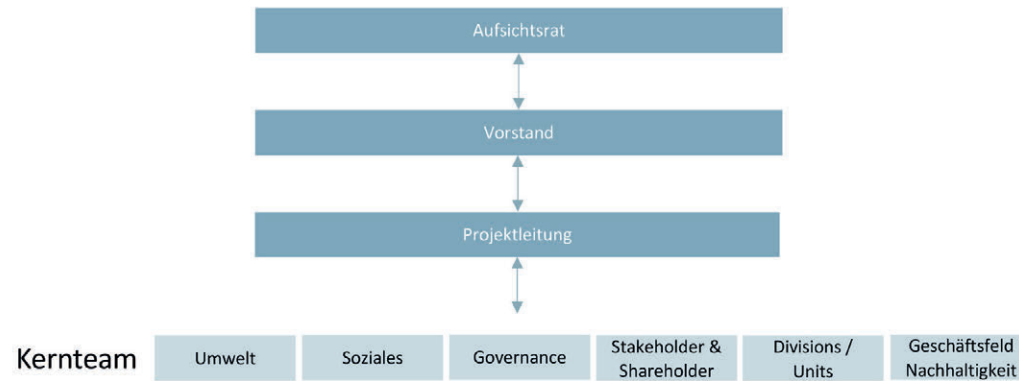 Aufsichtsrat
Vorstand
Projektleitung
Kernteam
Umwelt
Soziales
Governance
Stakeholder &
Shareholder
Divisions /
Units
Geschäftsfeld
Nachhaltigkeit